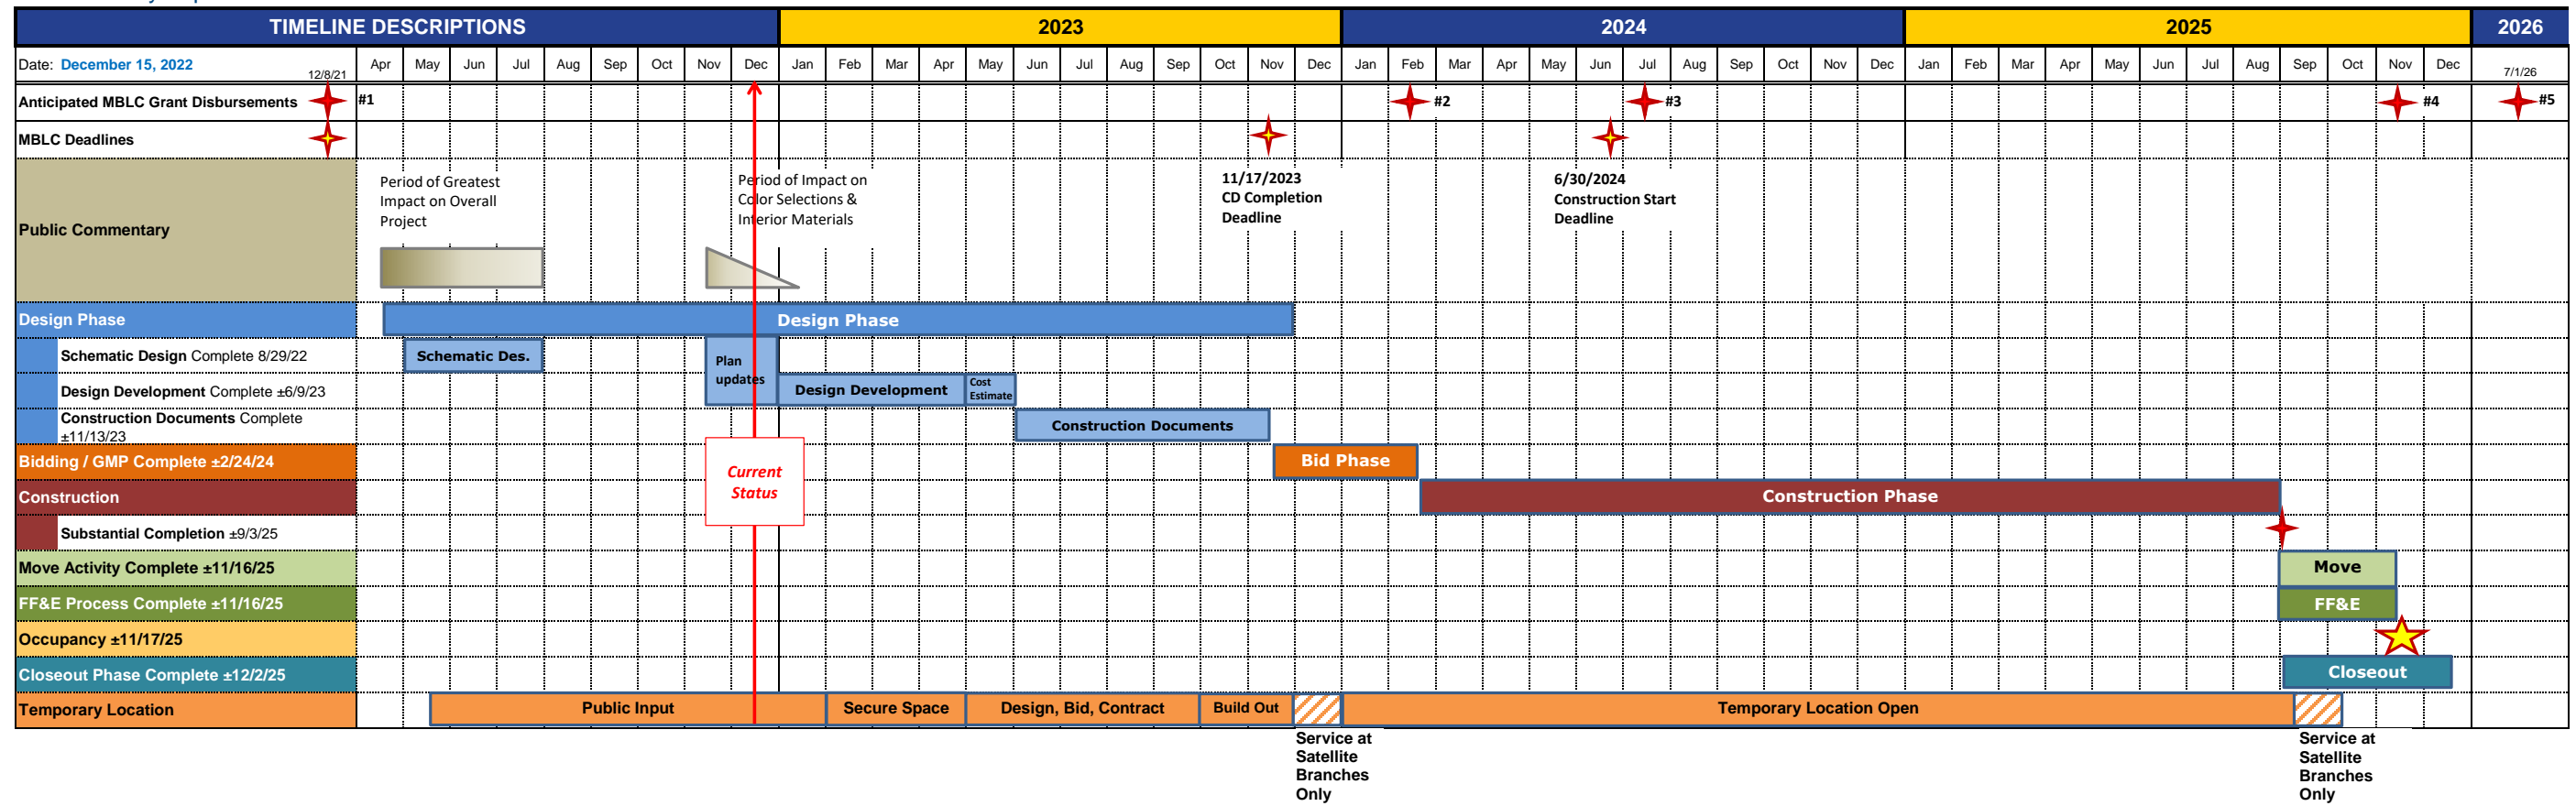 TIMELINE DESCRIPTIONS 2023 2024 2025 2026
Date: December 15, 2022 12/8/21 Apr May Jun Jul Aug Sep Oct Nov Dec Jan Feb Mar Apr May Jun Jul Aug Sep Oct Nov Dec Jan Feb Mar Apr May Jun Jul Aug Sep Oct Nov Dec Jan Feb Mar Apr May Jun Jul Aug Sep Oct Nov Dec 7/1/26
Anticipated MBLC Grant Disbursements #1 #2 #3 #4 #5
MBLC Deadlines
Public Commentary
Period of Greatest
Impact on Overall
Project
Period of Impact on
Color Selections &
Interior Materials
11/17/2023
CD Completion
Deadline
6/30/2024
Construction Start
Deadline
Design Phase Design Phase
Schematic Design Complete 8/29/22 Schematic Des.
Plan
updates
Design Development Complete ±6/9/23 Design Development
Cost
Estimate
Construction Documents Complete
±11/13/23
Construction Documents
Bidding / GMP Complete ±2/24/24 Bid Phase
Current
Status
Construction Construction Phase
Substantial Completion ±9/3/25
Move Activity Complete ±11/16/25 Move
FF&E Process Complete ±11/16/25 FF&E
Occupancy ±11/17/25
Closeout Phase Complete ±12/2/25 Closeout
Temporary Location Public Input Secure Space Design, Bid, Contract Build Out Temporary Location Open
Service at
Satellite
Branches
Only
Service at
Satellite
Branches
Only